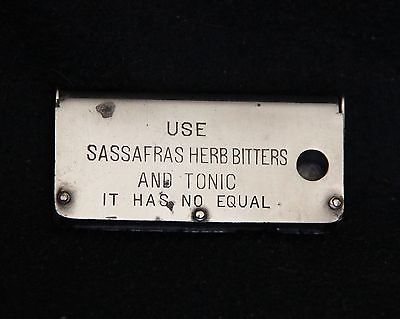 USE
SASSAFRAS HERB BITTERS
AND TONIC
IT HAS NO EQUAL